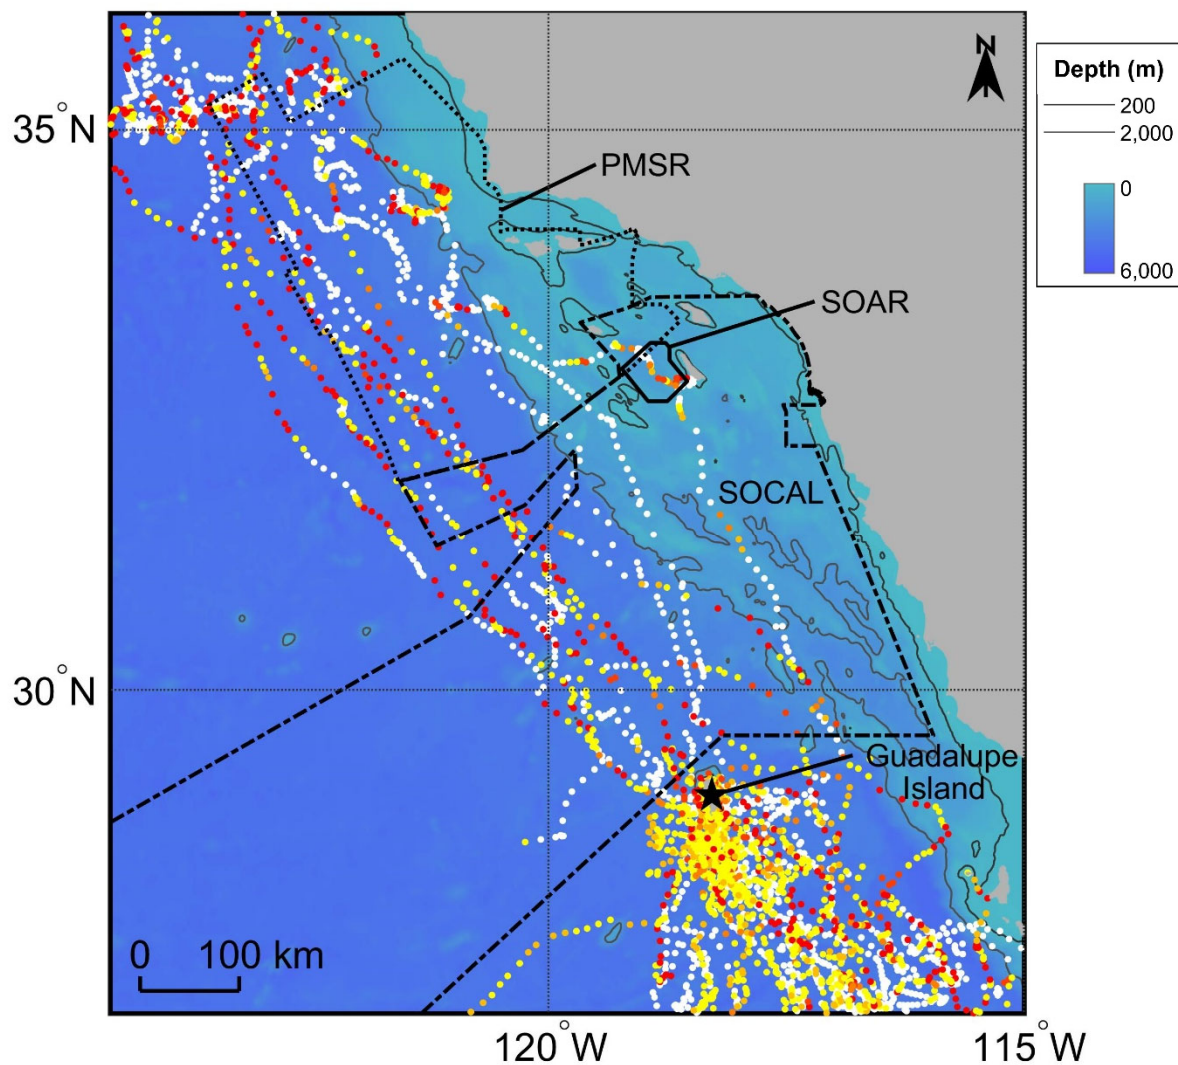 N
Depth (m)
200
2,000
0
6,000
35°N
PMSR
SOAR
SOCAL
30°N
Guadalupe
Island
0 100 km
120°W
115°W